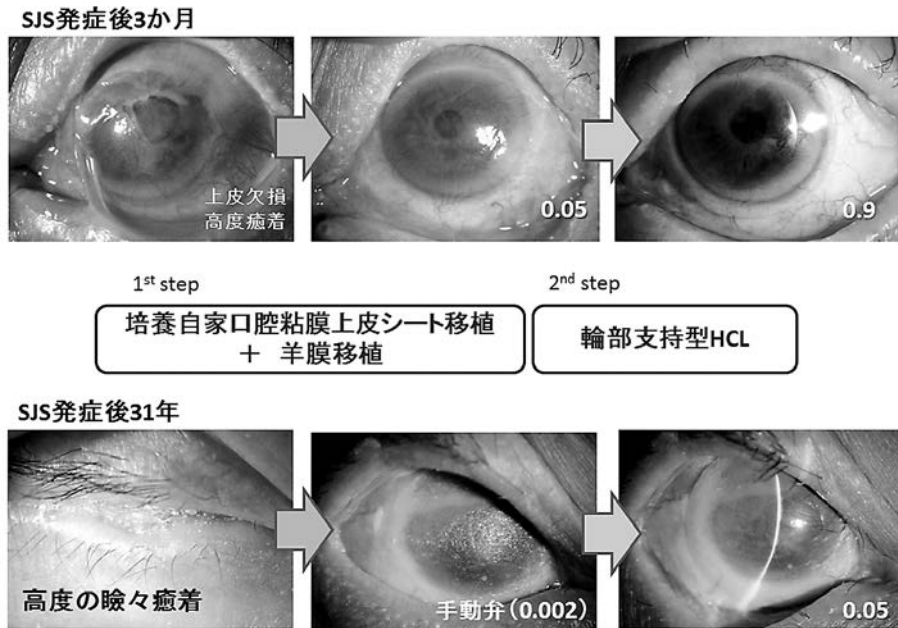 SJS発症後3か月
上皮欠損
高度癒着
0.05
0.9
1st step
2nd step
培養自家口腔粘膜上皮シート移植
＋ 羊膜移植
輪部支持型HCL
SJS発症後31年
高度の瞼々癒着
手動弁(0.002)
0.05